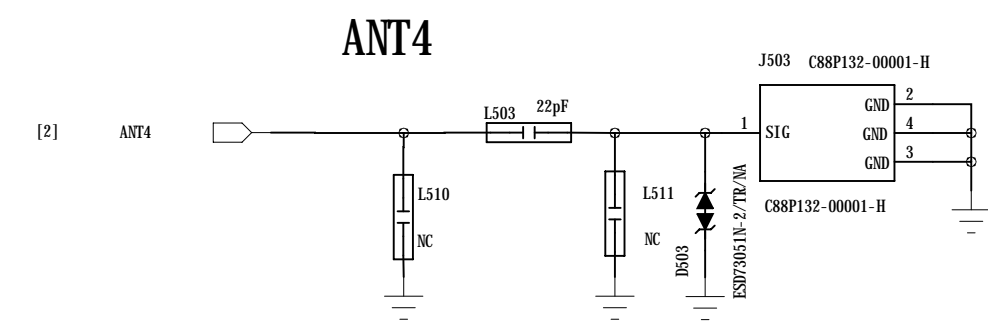 ANT4
J503 C88P132-00001-H
L503 22pF
GND 2
[2] ANT4
1 SIG
GND 4
GND 3
L510
L511
C88P132-00001-H
NC
NC
D503
ESD73051N-2/TR/NA